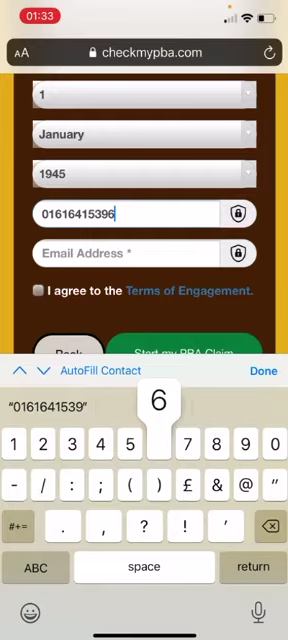 01:33
AA checkmypba.com
1
January
1945
01616415396
Email Address *
I agree to the Terms of Engagement.
Back Start my PBA Claim
AutoFill Contact Done
"0161641539"
6
1 2 3 4 5 7 8 9 0
- / : ; ( ) £ & @ "
#+= . , ? ! '
ABC space return